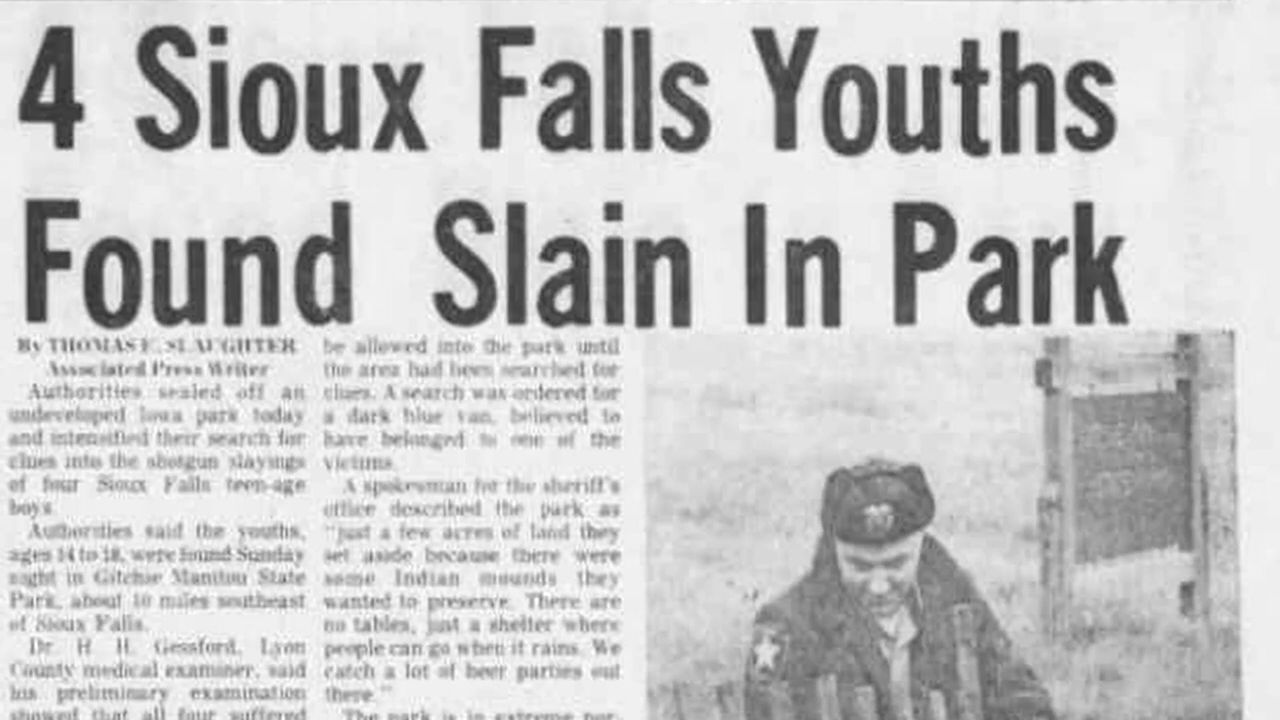 4 Sioux Falls Youths
Found Slain In Park
By THOMAS E. SLAUGHTER
Associated Press Writer
Authorities sealed off an
undeveloped Iowa park today
and intensified their search for
clues into the shotgun slayings
of four Sioux Falls teen-age
boys.
Authorities said the youths,
ages 14 to 18, were found Sunday
night in Gitchie Manitou State
Park, about 10 miles southeast
of Sioux Falls.
Dr. H. H. Gessford, Lyon
County medical examiner, said
his preliminary examination
showed that all four suffered
be allowed into the park until
the area had been searched for
clues. A search was ordered for
a dark blue van, believed to
have belonged to one of the
victims.
A spokesman for the sheriff's
office described the park as
"just a few acres of land they
set aside because there were
some Indian mounds they
wanted to preserve. There are
no tables, just a shelter where
people can go when it rains. We
catch a lot of beer parties out
there."
The park is in extreme nor-